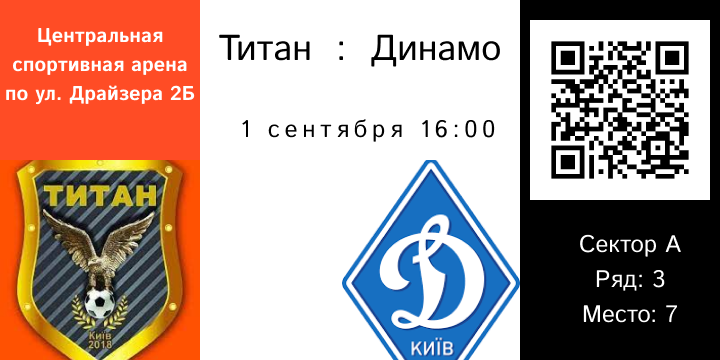 Центральная
спортивная арена
по ул. Драйзера 2Б
Титан : Динамо
1 сентября 16:00
Сектор А
Ряд: 3
Место: 7
ТИТАН
Київ
2018
Д
КИЇВ